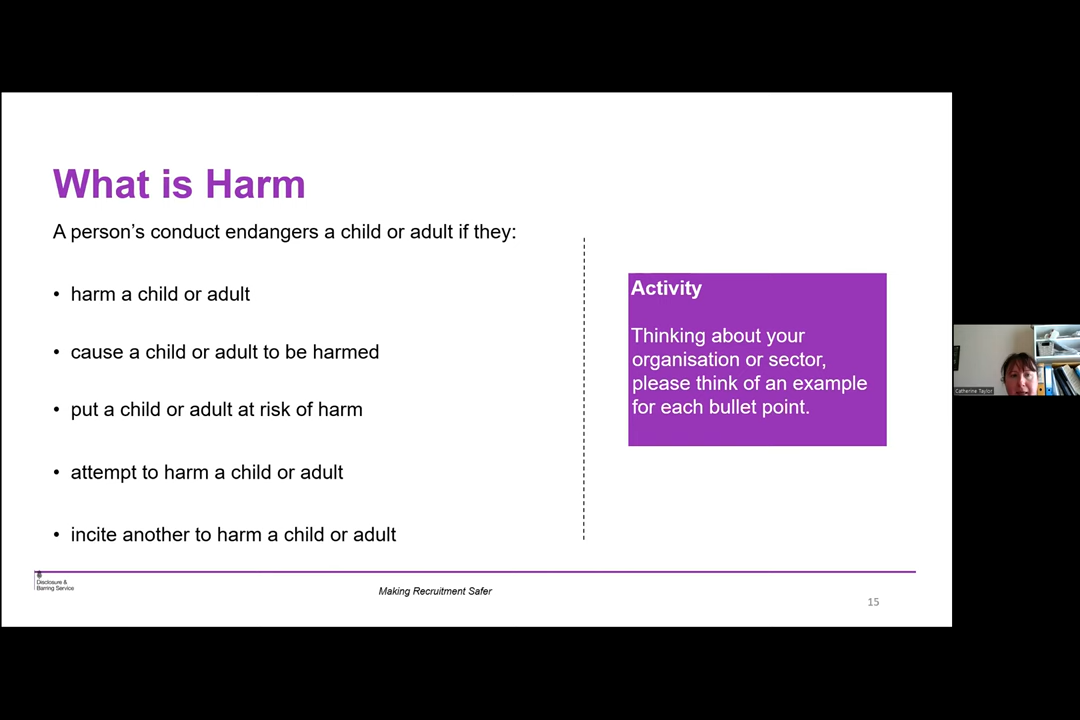 What is Harm
A person’s conduct endangers a child or adult if they:
• harm a child or adult
• cause a child or adult to be harmed
• put a child or adult at risk of harm
• attempt to harm a child or adult
• incite another to harm a child or adult
Activity
Thinking about your
organisation or sector,
please think of an example
for each bullet point.
Disclosure &
Barring Service
Making Recruitment Safer
15
Catherine Taylor